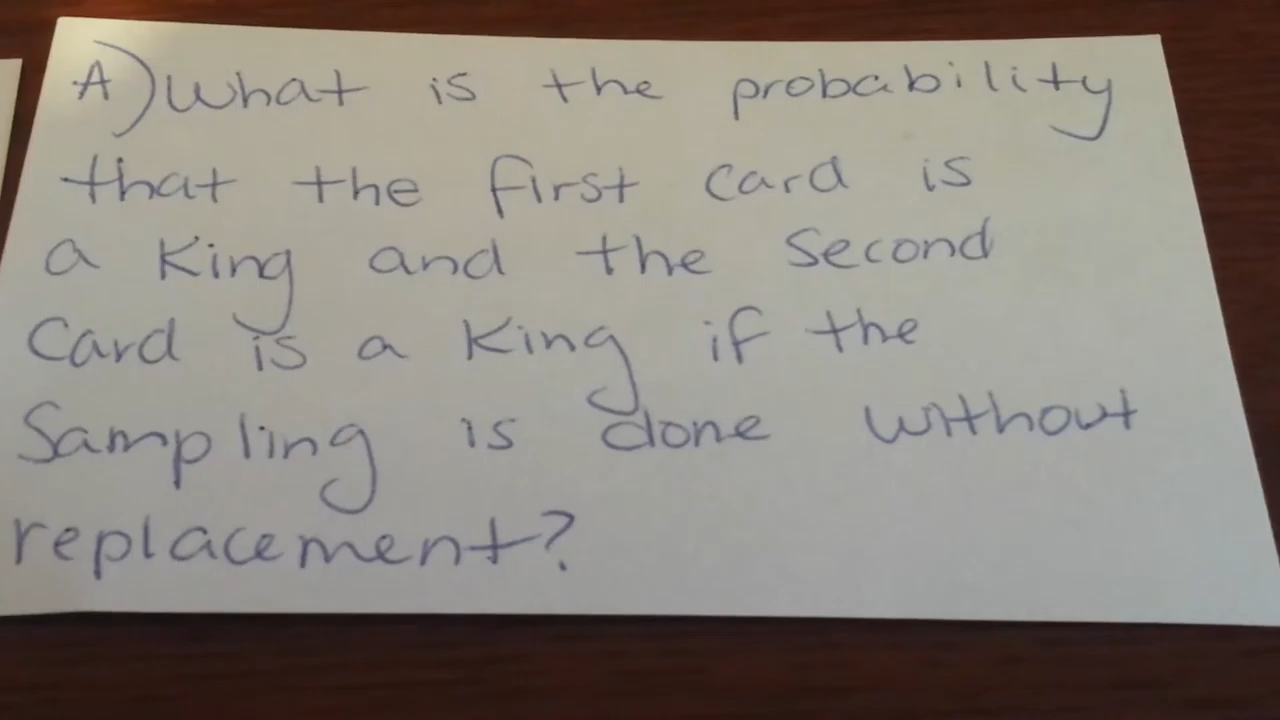 A) What is the probability
that the first card is
a King and the Second
Card is a King if the
Sampling is done without
replacement?